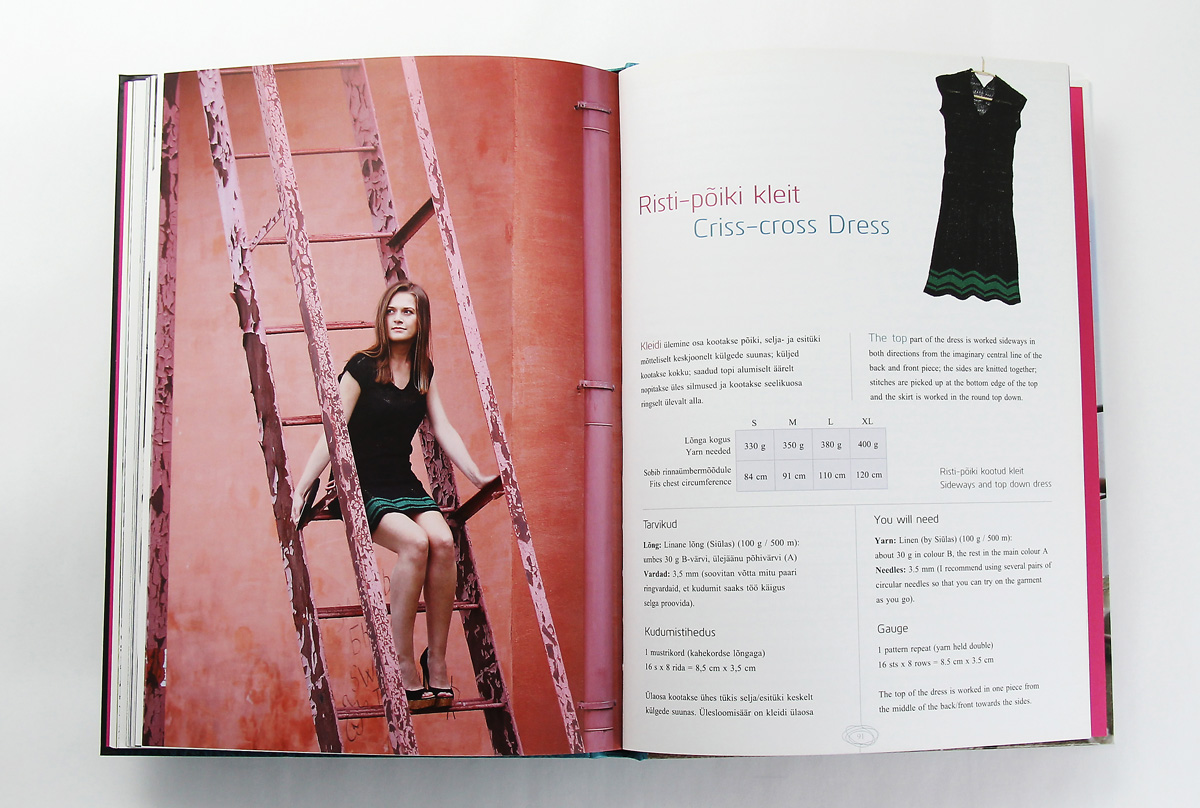 Risti-põiki kleit
Criss-cross Dress
Kleidi ülemine osa kootakse põiki, selja- ja esitüki
mõtteliselt keskjoonelt külgede suunas; küljed
kootakse kokku; saadud topi alumiselt äärelt
nopitakse üles silmused ja kootakse seelikuosa
ringselt ülevalt alla.
The top part of the dress is worked sideways in
both directions from the imaginary central line of the
back and front piece; the sides are knitted together;
stitches are picked up at the bottom edge of the top
and the skirt is worked in the round top down.
S M L XL
Lõnga kogus
Yarn needed
330 g 350 g 380 g 400 g
Sobib rinnaümbermõõdule
Fits chest circumference
84 cm 91 cm 110 cm 120 cm
Risti-põiki kootud kleit
Sideways and top down dress
Tarvikud
Lõng: Linane lõng (Siülas) (100 g / 500 m):
umbes 30 g B-värvi, ülejäänu põhivärvi (A)
Vardad: 3,5 mm (soovitan võtta mitu paari
ringvardaid, et kudumit saaks töö käigus
selga proovida).
Kudumistihedus
1 mustrikord (kahekordse lõngaga)
16 s x 8 rida = 8,5 cm x 3,5 cm
Ülaosa kootakse ühes tükis selja/esitüki keskelt
külgede suunas. Ülesloomisäär on kleidi ülaosa
You will need
Yarn: Linen (by Siülas) (100 g / 500 m):
about 30 g in colour B, the rest in the main colour A
Needles: 3.5 mm (I recommend using several pairs of
circular needles so that you can try on the garment
as you go).
Gauge
1 pattern repeat (yarn held double)
16 sts x 8 rows = 8.5 cm x 3.5 cm
The top of the dress is worked in one piece from
the middle of the back/front towards the sides.
91